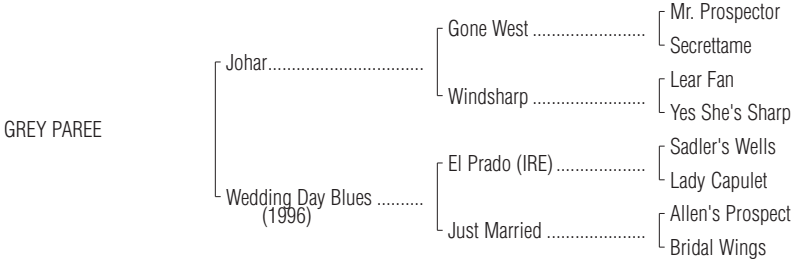 Mr. Prospector
Gone West ........................
Secrettame
Johar.................................
Lear Fan
Windsharp ........................
Yes She's Sharp
GREY PAREE
Sadler's Wells
El Prado (IRE) ...................
Lady Capulet
Wedding Day Blues ..........
(1996)
Allen's Prospect
Just Married .....................
Bridal Wings